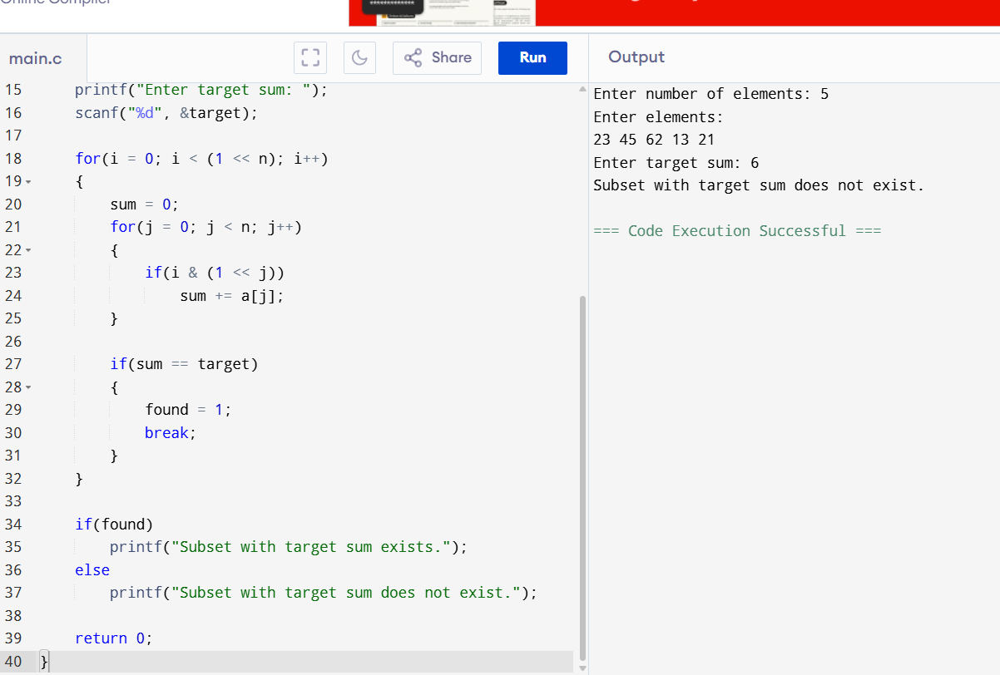 Online Compiler
main.c
Share
Run
Output
15 printf("Enter target sum: ");
16 scanf("%d", &target);
17
18 for(i = 0; i < (1 << n); i++)
19 {
20 sum = 0;
21 for(j = 0; j < n; j++)
22 {
23 if(i & (1 << j))
24 sum += a[j];
25 }
26
27 if(sum == target)
28 {
29 found = 1;
30 break;
31 }
32 }
33
34 if(found)
35 printf("Subset with target sum exists.");
36 else
37 printf("Subset with target sum does not exist.");
38
39 return 0;
40 }
Enter number of elements: 5
Enter elements:
23 45 62 13 21
Enter target sum: 6
Subset with target sum does not exist.
=== Code Execution Successful ===